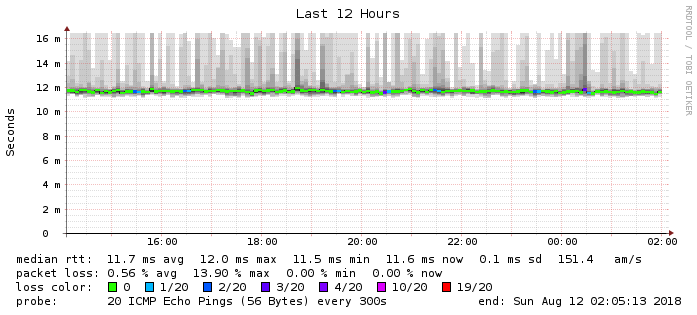 Last 12 Hours
RRDTOOL / TOBI OETIKER
Seconds
16 m
14 m
12 m
10 m
8 m
6 m
4 m
2 m
0
16:00 18:00 20:00 22:00 00:00 02:00
median rtt: 11.7 ms avg 12.0 ms max 11.5 ms min 11.6 ms now 0.1 ms sd 151.4 am/s
packet loss: 0.56 % avg 13.90 % max 0.00 % min 0.00 % now
loss color: 0 1/20 2/20 3/20 4/20 10/20 19/20
probe: 20 ICMP Echo Pings (56 Bytes) every 300s end: Sun Aug 12 02:05:13 2018